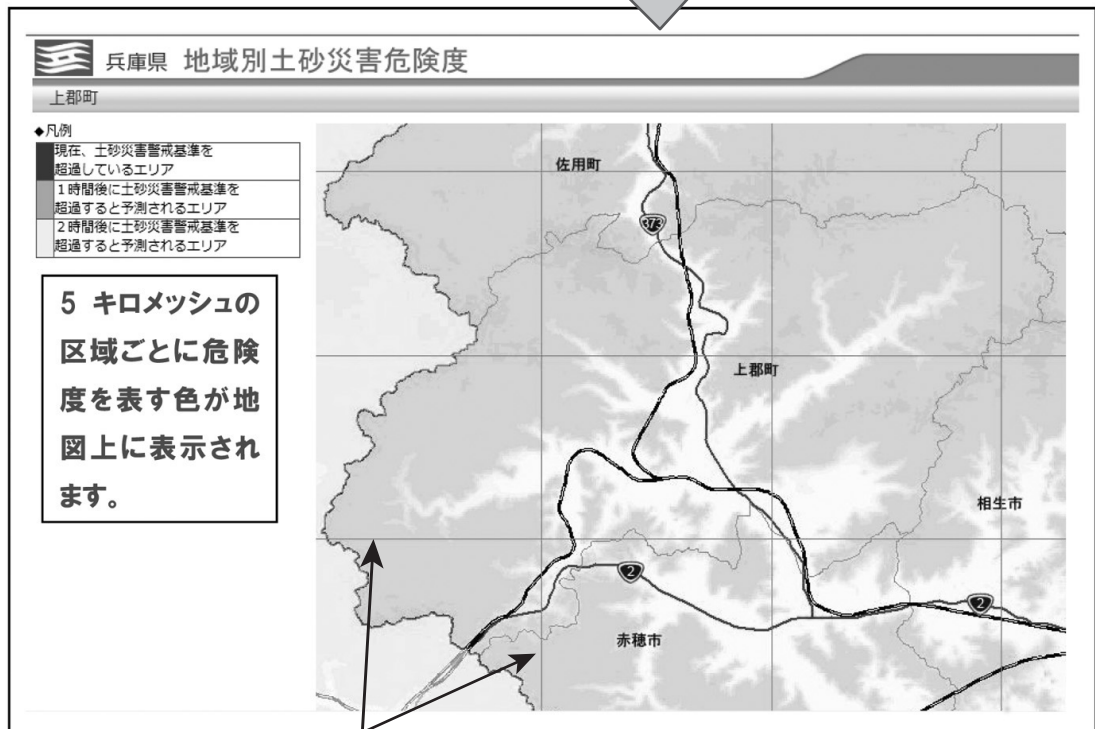 兵庫県 地域別土砂災害危険度
上郡町
◆凡例
現在、土砂災害警戒基準を
超過しているエリア
1時間後に土砂災害警戒基準を
超過すると予測されるエリア
2時間後に土砂災害警戒基準を
超過すると予測されるエリア
5 キロメッシュの
区域ごとに危険
度を表す色が地
図上に表示され
ます。
佐用町
373
上郡町
相生市
2
2
赤穂市